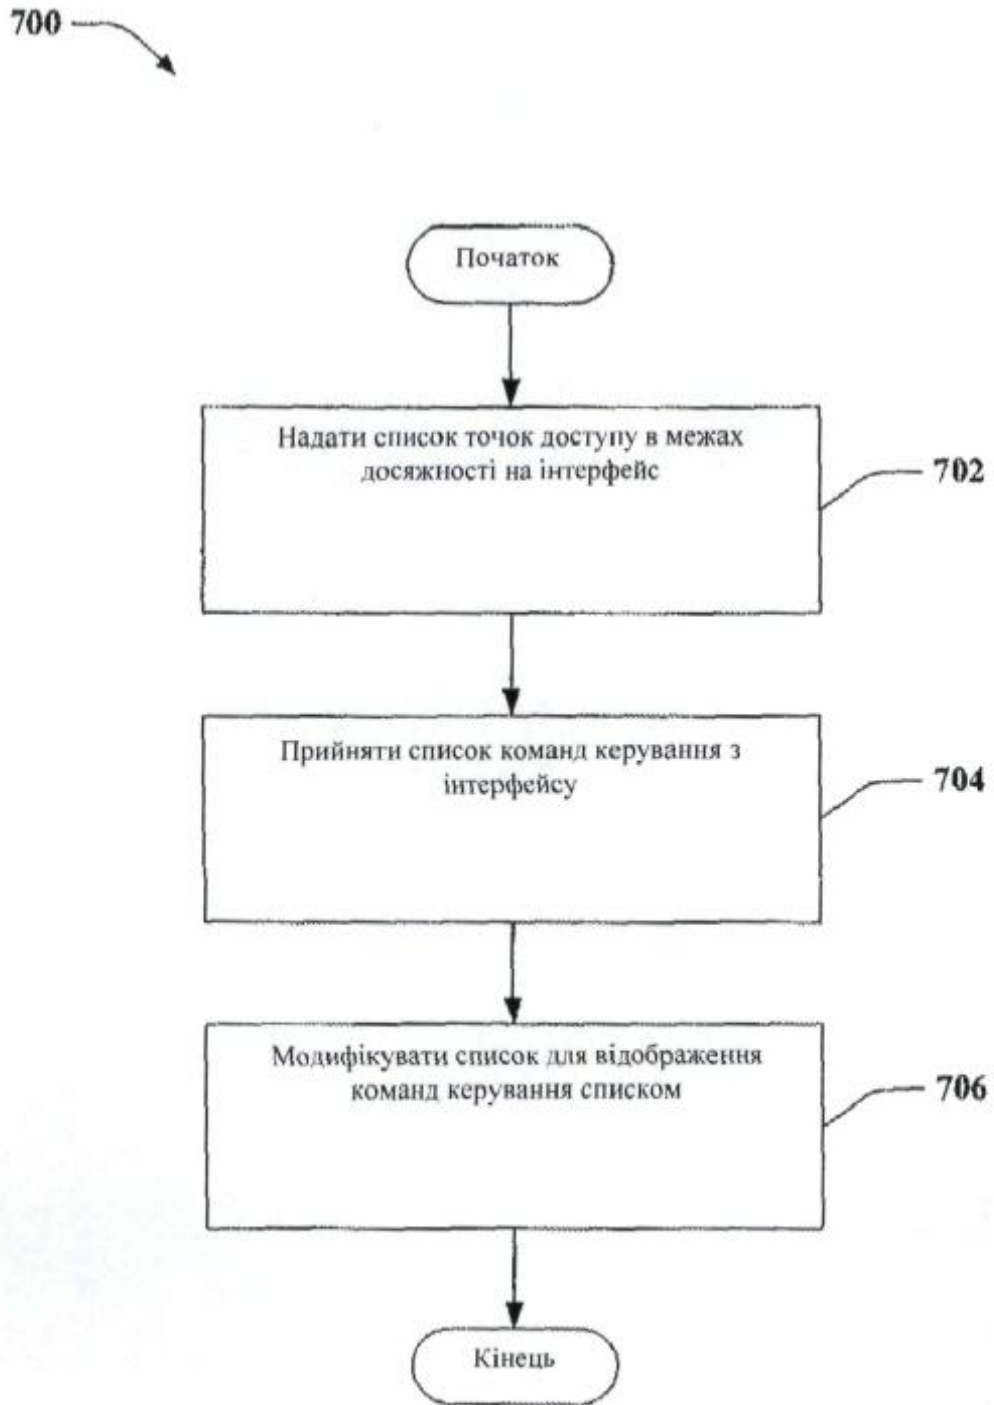 700
Початок
Надати список точок доступу в межах
досяжності на інтерфейс
702
Прийняти список команд керування з
інтерфейсу
704
Модифікувати список для відображення
команд керування списком
706
Кінець